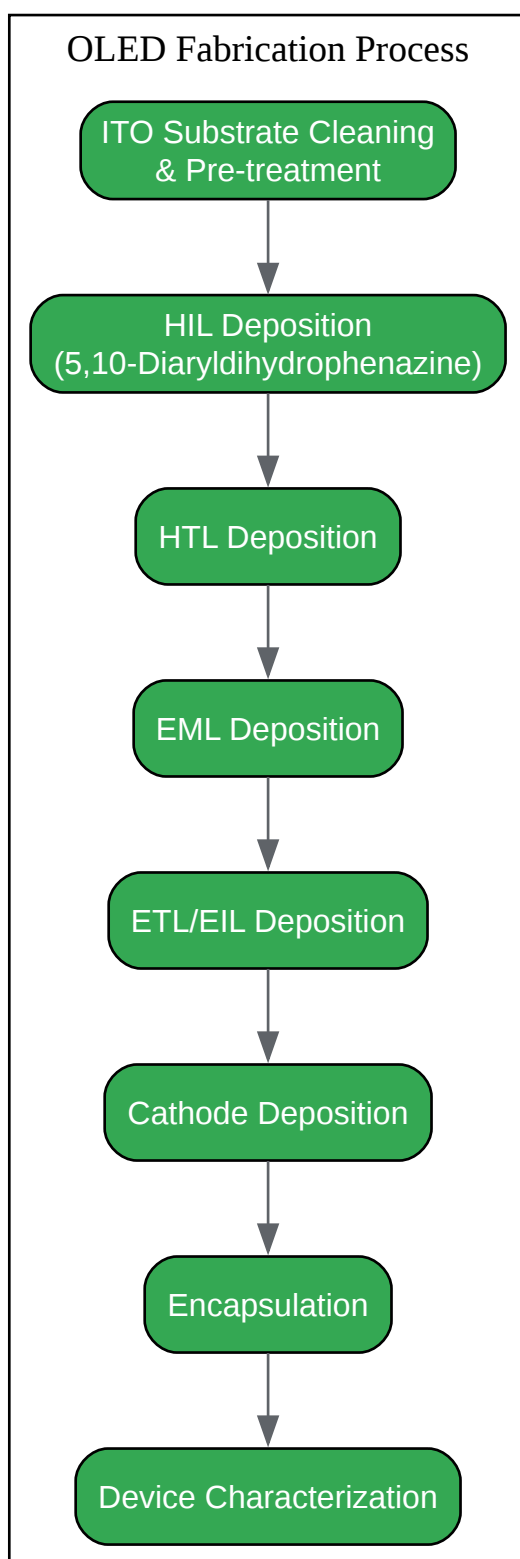 OLED Fabrication Process
ITO Substrate Cleaning
& Pre-treatment
HIL Deposition
(5,10-Diaryldihydrophenazine)
HTL Deposition
EML Deposition
ETL/EIL Deposition
Cathode Deposition
Encapsulation
Device Characterization